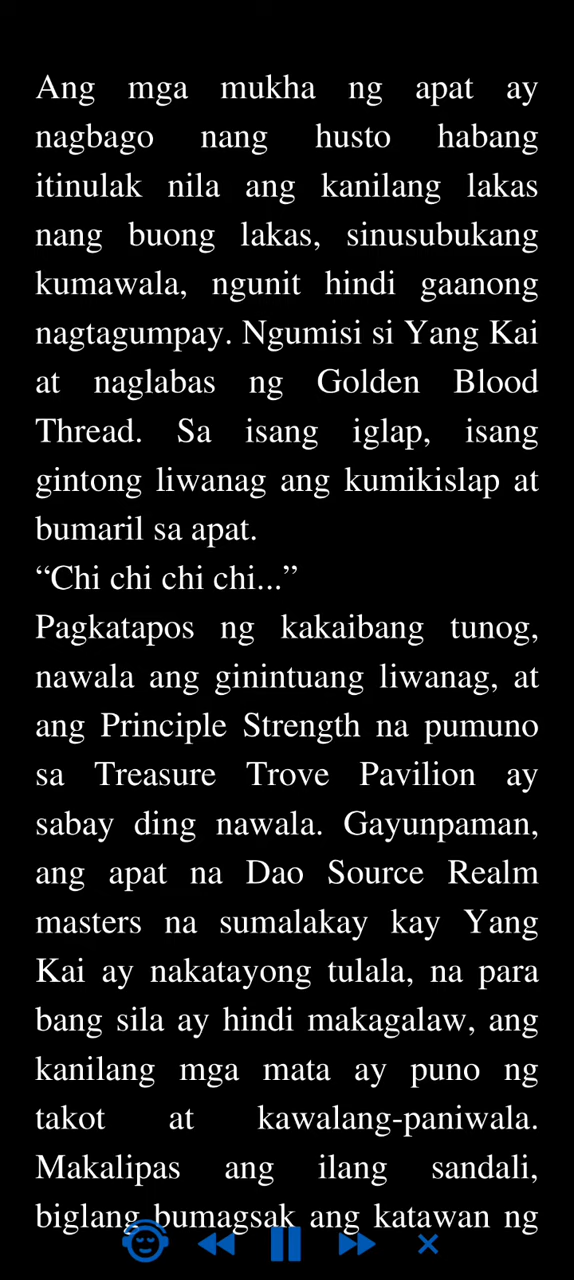 Ang mga mukha ng apat ay
nagbago nang husto habang
itinulak nila ang kanilang lakas
nang buong lakas, sinusubukang
kumawala, ngunit hindi gaanong
nagtagumpay. Ngumisi si Yang Kai
at naglabas ng Golden Blood
Thread. Sa isang iglap, isang
gintong liwanag ang kumikislap at
bumaril sa apat.
“Chi chi chi chi...”
Pagkatapos ng kakaibang tunog,
nawala ang ginintuang liwanag, at
ang Principle Strength na pumuno
sa Treasure Trove Pavilion ay
sabay ding nawala. Gayunpaman,
ang apat na Dao Source Realm
masters na sumalakay kay Yang
Kai ay nakatayong tulala, na para
bang sila ay hindi makagalaw, ang
kanilang mga mata ay puno ng
takot at kawalang-paniwala.
Makalipas ang ilang sandali,
biglang bumagsak ang katawan ng